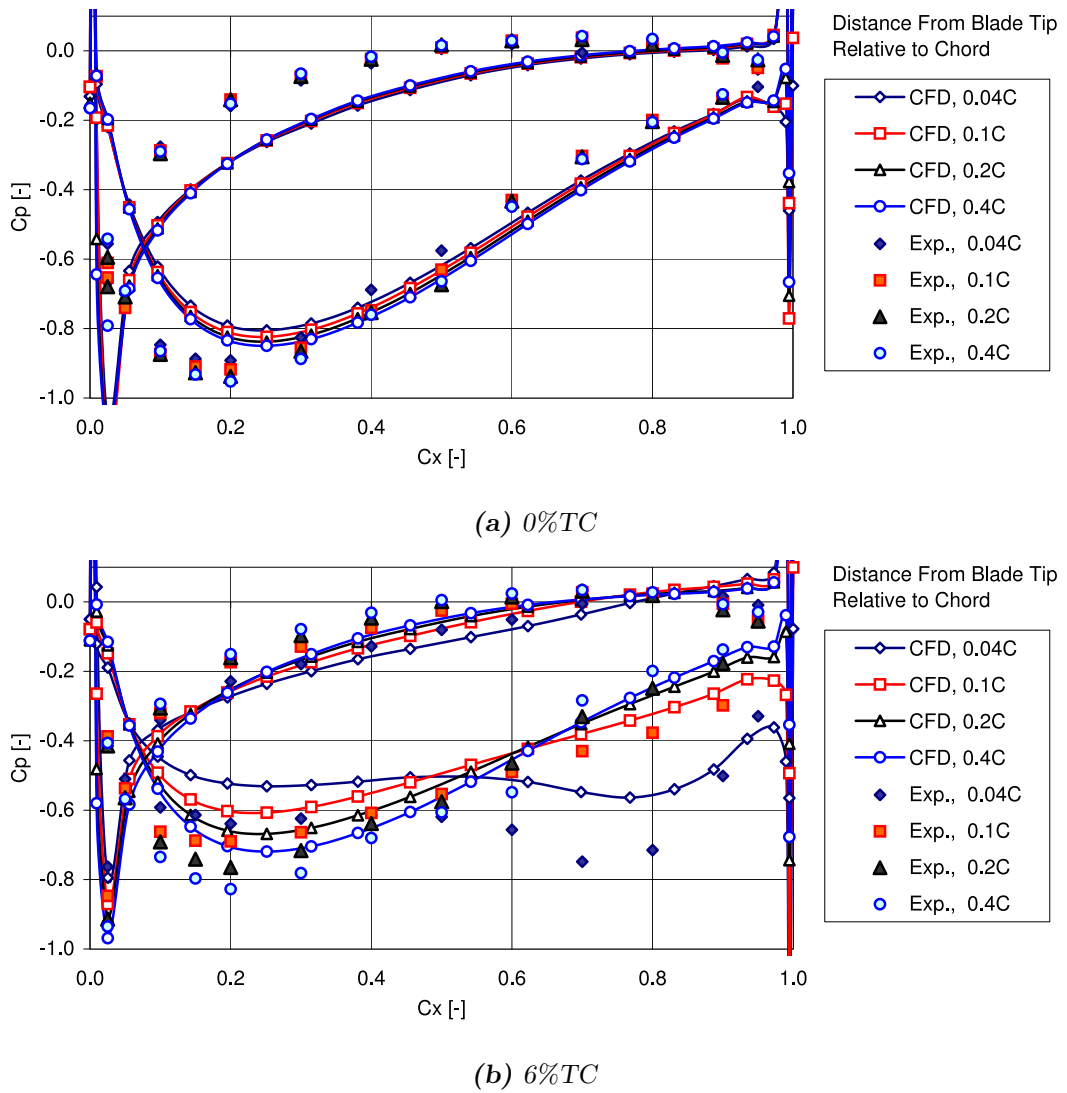 Distance From Blade Tip
Relative to Chord
CFD, 0.04C
CFD, 0.1C
CFD, 0.2C
CFD, 0.4C
Exp., 0.04C
Exp., 0.1C
Exp., 0.2C
Exp., 0.4C
0.0
-0.2
-0.4
-0.6
-0.8
-1.0
Cp [-]
0.0 0.2 0.4 0.6 0.8 1.0
Cx [-]
(a) 0%TC
Distance From Blade Tip
Relative to Chord
CFD, 0.04C
CFD, 0.1C
CFD, 0.2C
CFD, 0.4C
Exp., 0.04C
Exp., 0.1C
Exp., 0.2C
Exp., 0.4C
0.0
-0.2
-0.4
-0.6
-0.8
-1.0
Cp [-]
0.0 0.2 0.4 0.6 0.8 1.0
Cx [-]
(b) 6%TC